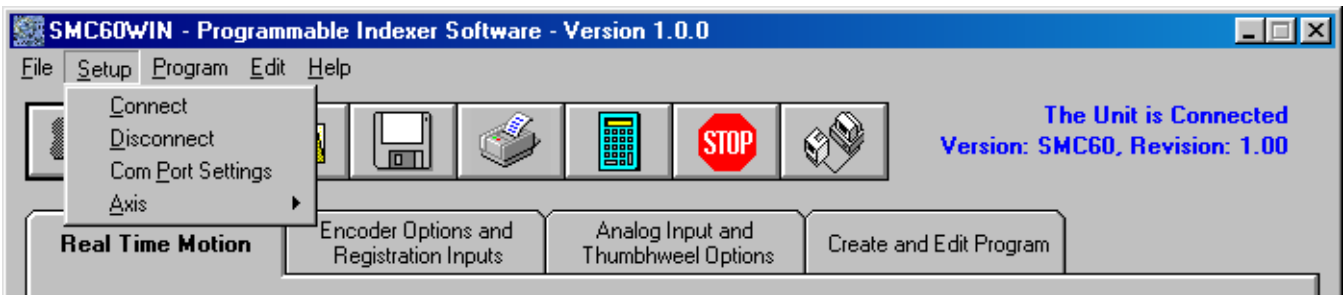 SMC60WIN - Programmable Indexer Software - Version 1.0.0
File Setup Program Edit Help
Connect
Disconnect
Com Port Settings
Axis
STOP
The Unit is Connected
Version: SMC60, Revision: 1.00
Real Time Motion
Encoder Options and
Registration Inputs
Analog Input and
Thumbhweel Options
Create and Edit Program